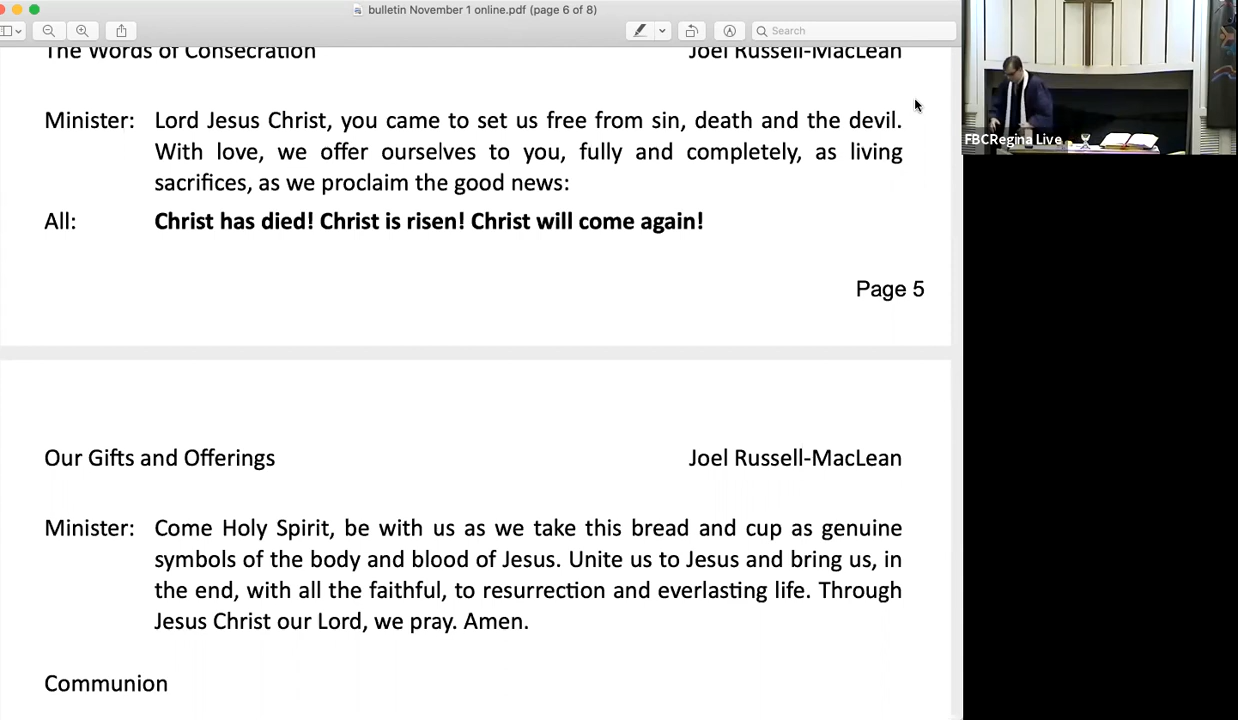 bulletin November 1 online.pdf (page 6 of 8)
Search
The Words of Consecration Joel Russell-MacLean
Minister: Lord Jesus Christ, you came to set us free from sin, death and the devil.
With love, we offer ourselves to you, fully and completely, as living
sacrifices, as we proclaim the good news:
All: Christ has died! Christ is risen! Christ will come again!
Page 5
Our Gifts and Offerings Joel Russell-MacLean
Minister: Come Holy Spirit, be with us as we take this bread and cup as genuine
symbols of the body and blood of Jesus. Unite us to Jesus and bring us, in
the end, with all the faithful, to resurrection and everlasting life. Through
Jesus Christ our Lord, we pray. Amen.
Communion
FBCRegina Live